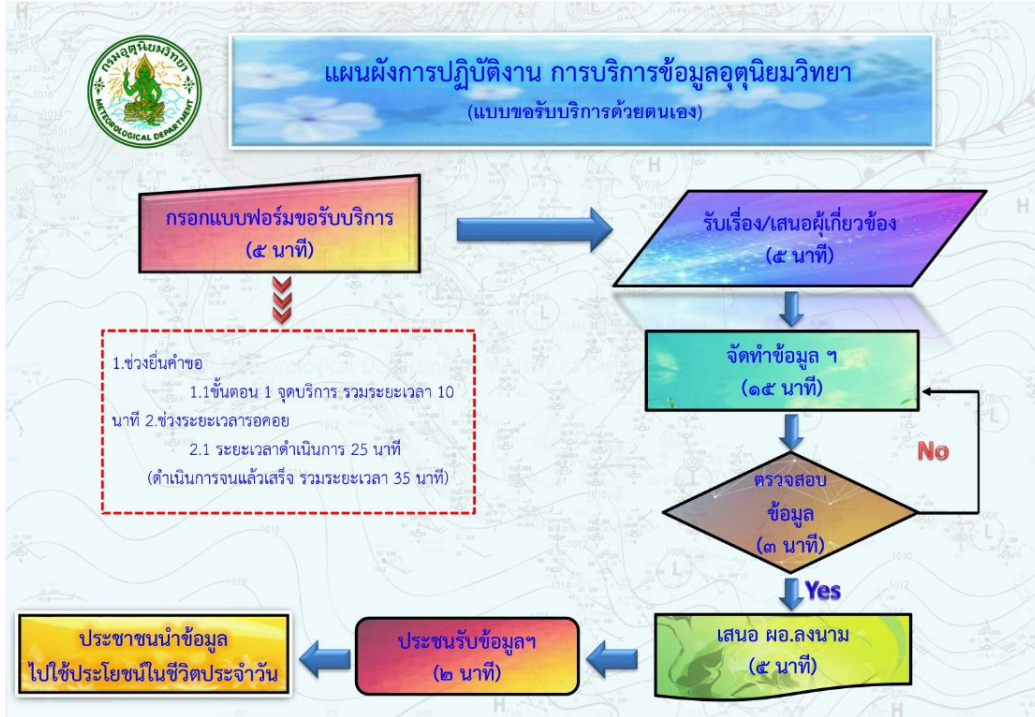 กรมอุตุนิยมวิทยา
METEOROLOGICAL DEPARTMENT
แผนผังการปฏิบัติงาน การบริการข้อมูลอุตุนิยมวิทยา
(แบบขอรับบริการด้วยตนเอง)
กรอกแบบฟอร์มขอรับบริการ
(๕ นาที)
รับเรื่อง/เสนอผู้เกี่ยวข้อง
(๕ นาที)
1.ช่วงยื่นคำขอ
1.1ขั้นตอน 1 จุดบริการ รวมระยะเวลา 10
นาที 2.ช่วงระยะเวลารอคอย
2.1 ระยะเวลาดำเนินการ 25 นาที
(ดำเนินการจนแล้วเสร็จ รวมระยะเวลา 35 นาที)
จัดทำข้อมูล ฯ
(๑๕ นาที)
No
ตรวจสอบ
ข้อมูล
(๓ นาที)
Yes
เสนอ ผอ.ลงนาม
(๕ นาที)
ประชนรับข้อมูลฯ
(๒ นาที)
ประชาชนนำข้อมูล
ไปใช้ประโยชน์ในชีวิตประจำวัน